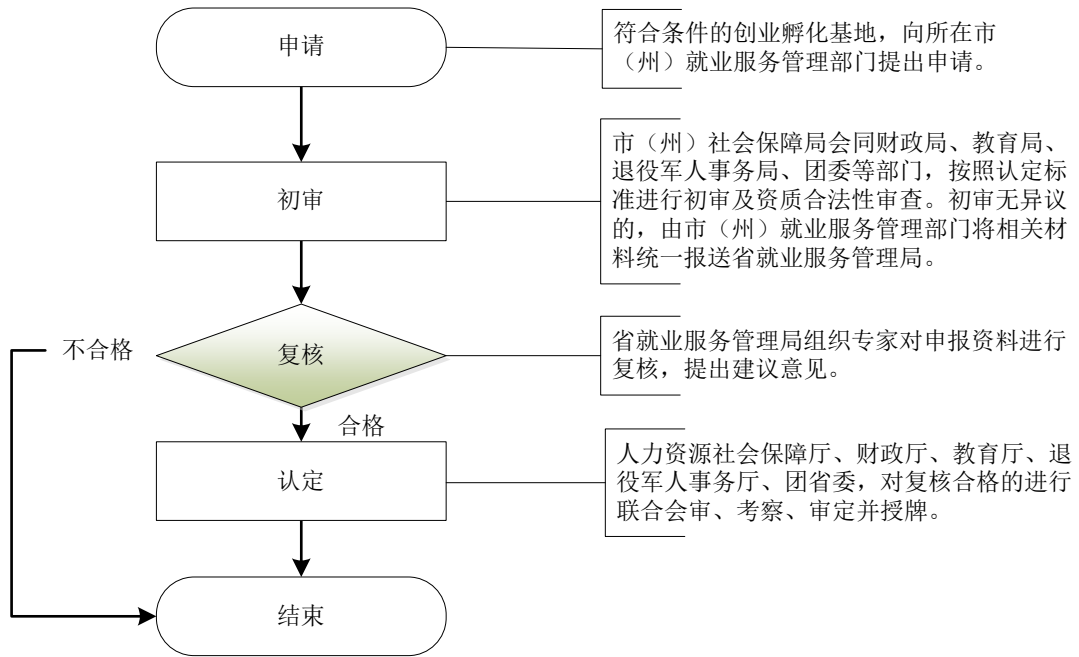 申请
符合条件的创业孵化基地，向所在市
（州）就业服务管理部门提出申请。
初审
市（州）社会保障局会同财政局、教育局、
退役军人事务局、团委等部门，按照认定标
准进行初审及资质合法性审查。初审无异议
的，由市（州）就业服务管理部门将相关材
料统一报送省就业服务管理局。
不合格
复核
省就业服务管理局组织专家对申报资料进行
复核，提出建议意见。
合格
认定
人力资源社会保障厅、财政厅、教育厅、退
役军人事务厅、团省委，对复核合格的进行
联合会审、考察、审定并授牌。
结束